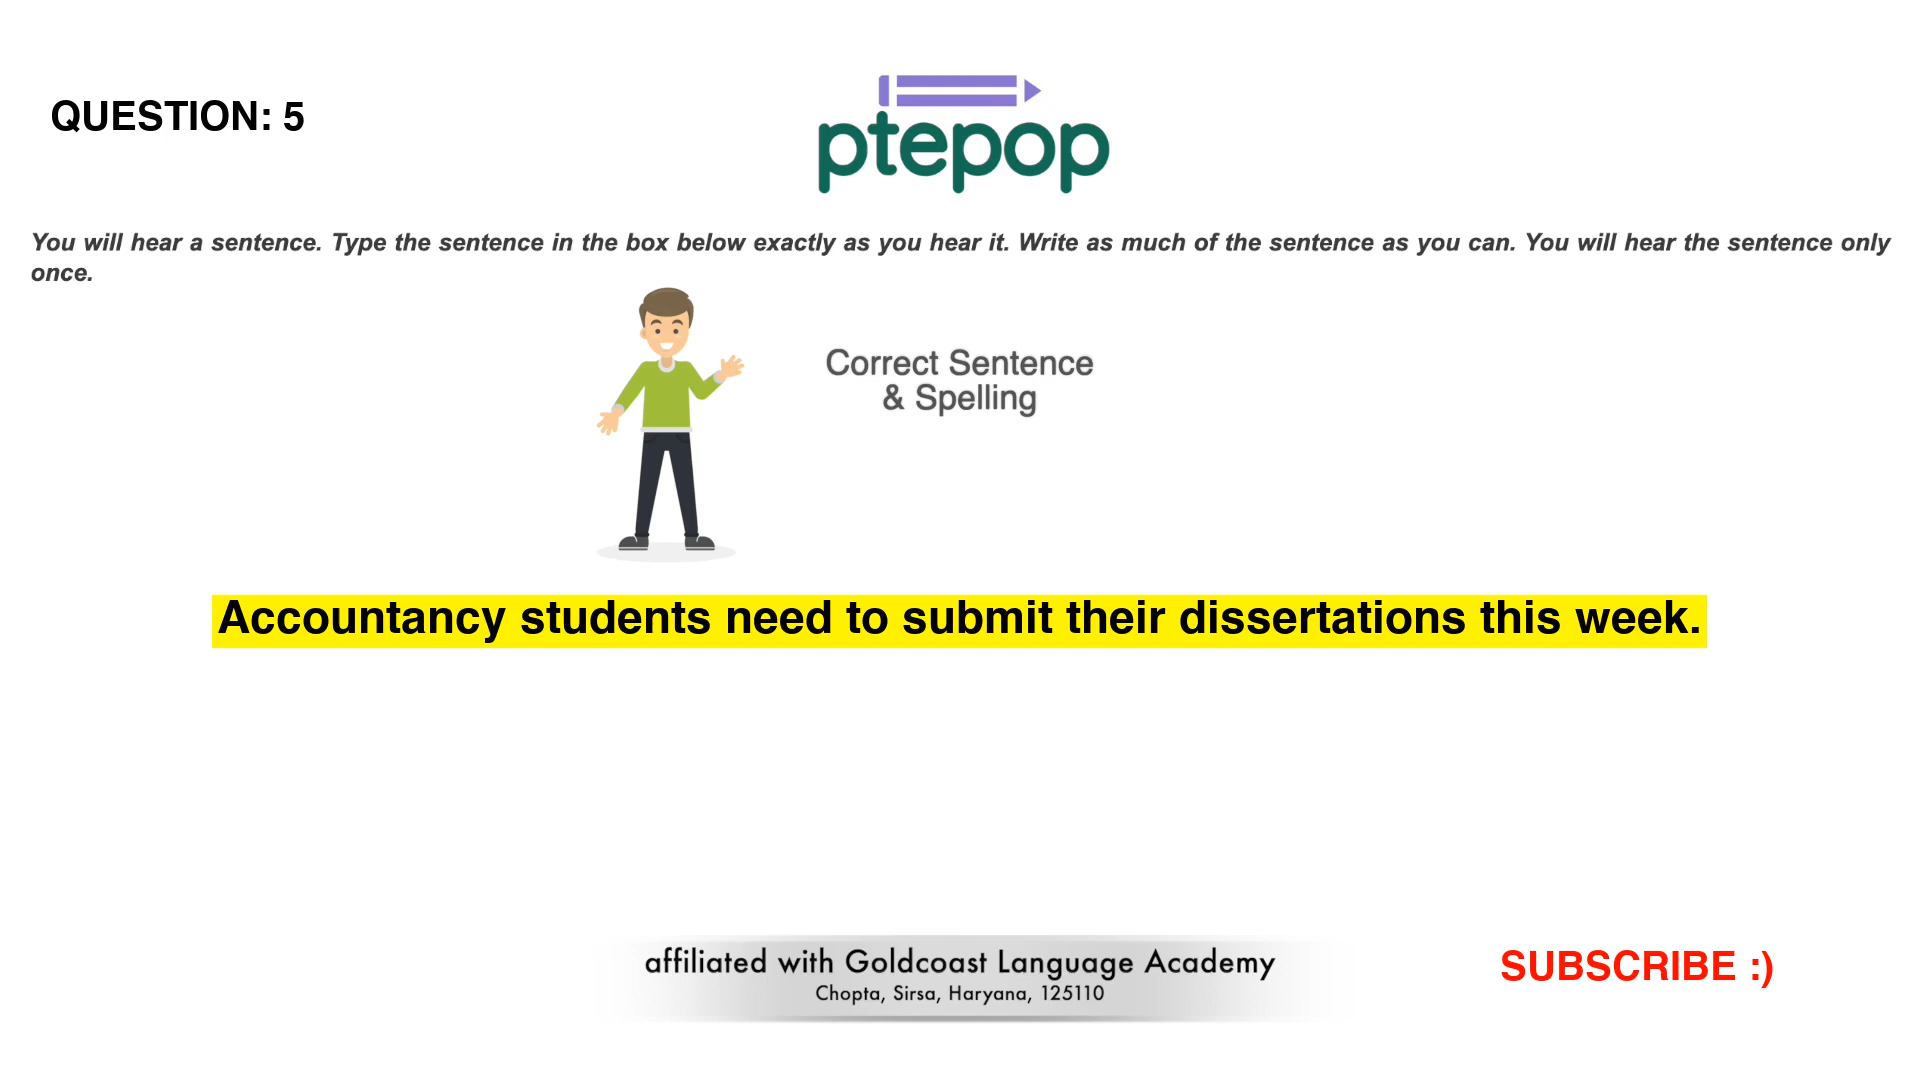 QUESTION: 5
ptepop
You will hear a sentence. Type the sentence in the box below exactly as you hear it. Write as much of the sentence as you can. You will hear the sentence only
once.
Correct Sentence
& Spelling
Accountancy students need to submit their dissertations this week.
affiliated with Goldcoast Language Academy
Chopta, Sirsa, Haryana, 125110
SUBSCRIBE :)